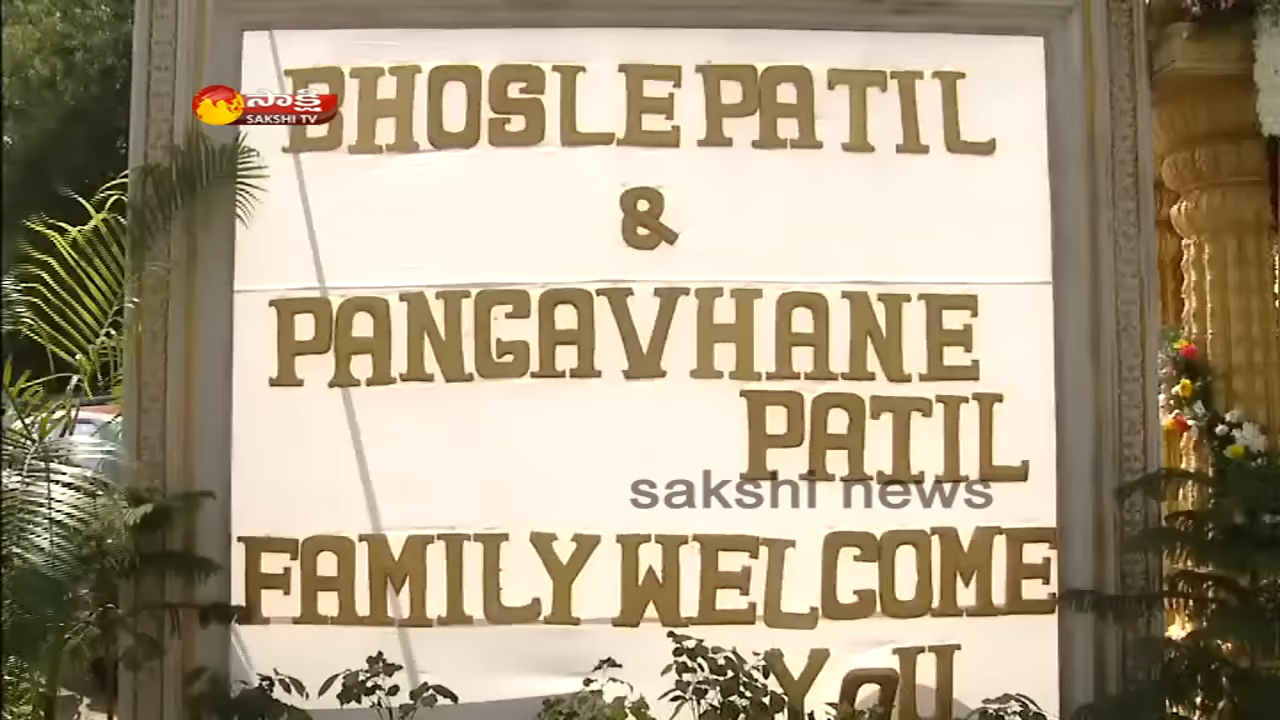 సాక్షి
SAKSHI TV
BHOSLE PATIL
&
PANGAVHANE
PATIL
sakshi news
FAMILY WELCOME
YOU